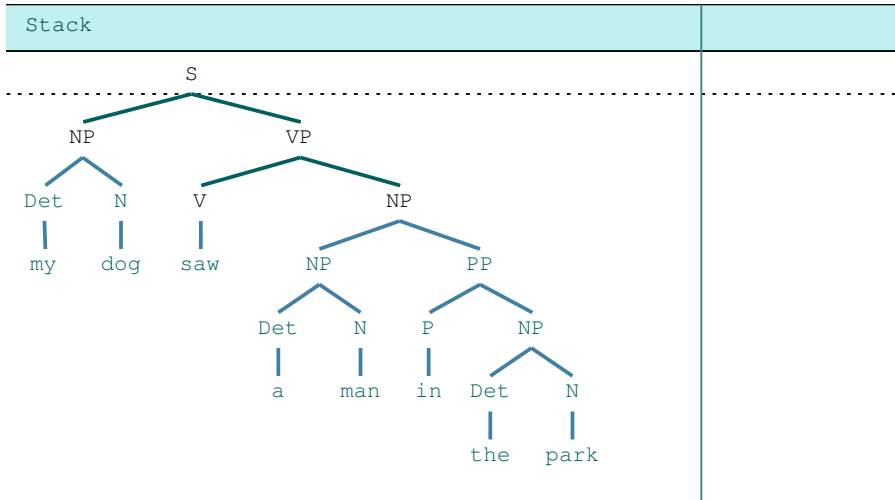 Stack
S
NP VP
Det N V NP
my dog saw NP PP
Det N P NP
a man in Det N
the park